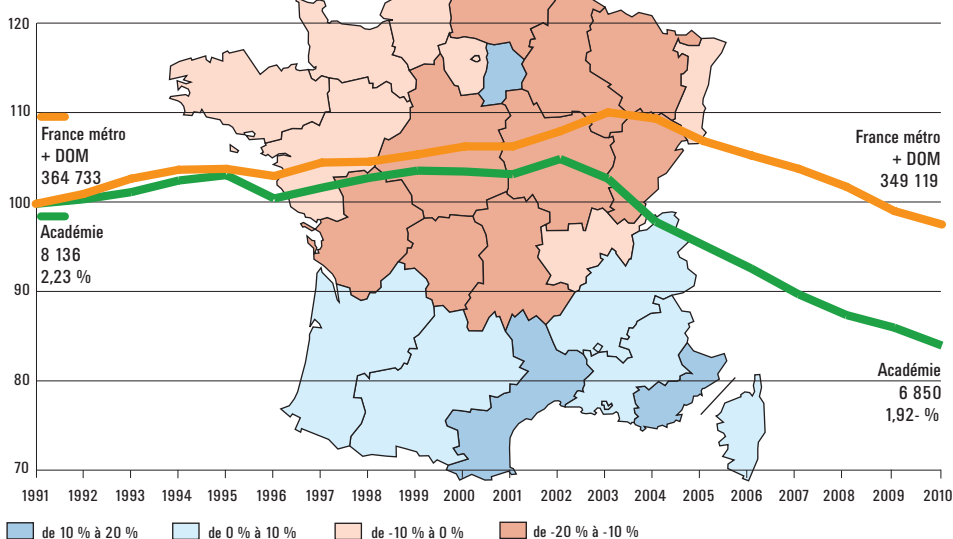 120
110
100
90
80
70
France métro
+ DOM
364 733
Académie
8 136
2,23 %
France métro
+ DOM
349 119
Académie
6 850
1,92- %
1991 1992 1993 1994 1995 1996 1997 1998 1999 2000 2001 2002 2003 2004 2005 2006 2007 2008 2009 2010
de 10 % à 20 % de 0 % à 10 % de -10 % à 0 % de -20 % à -10 %